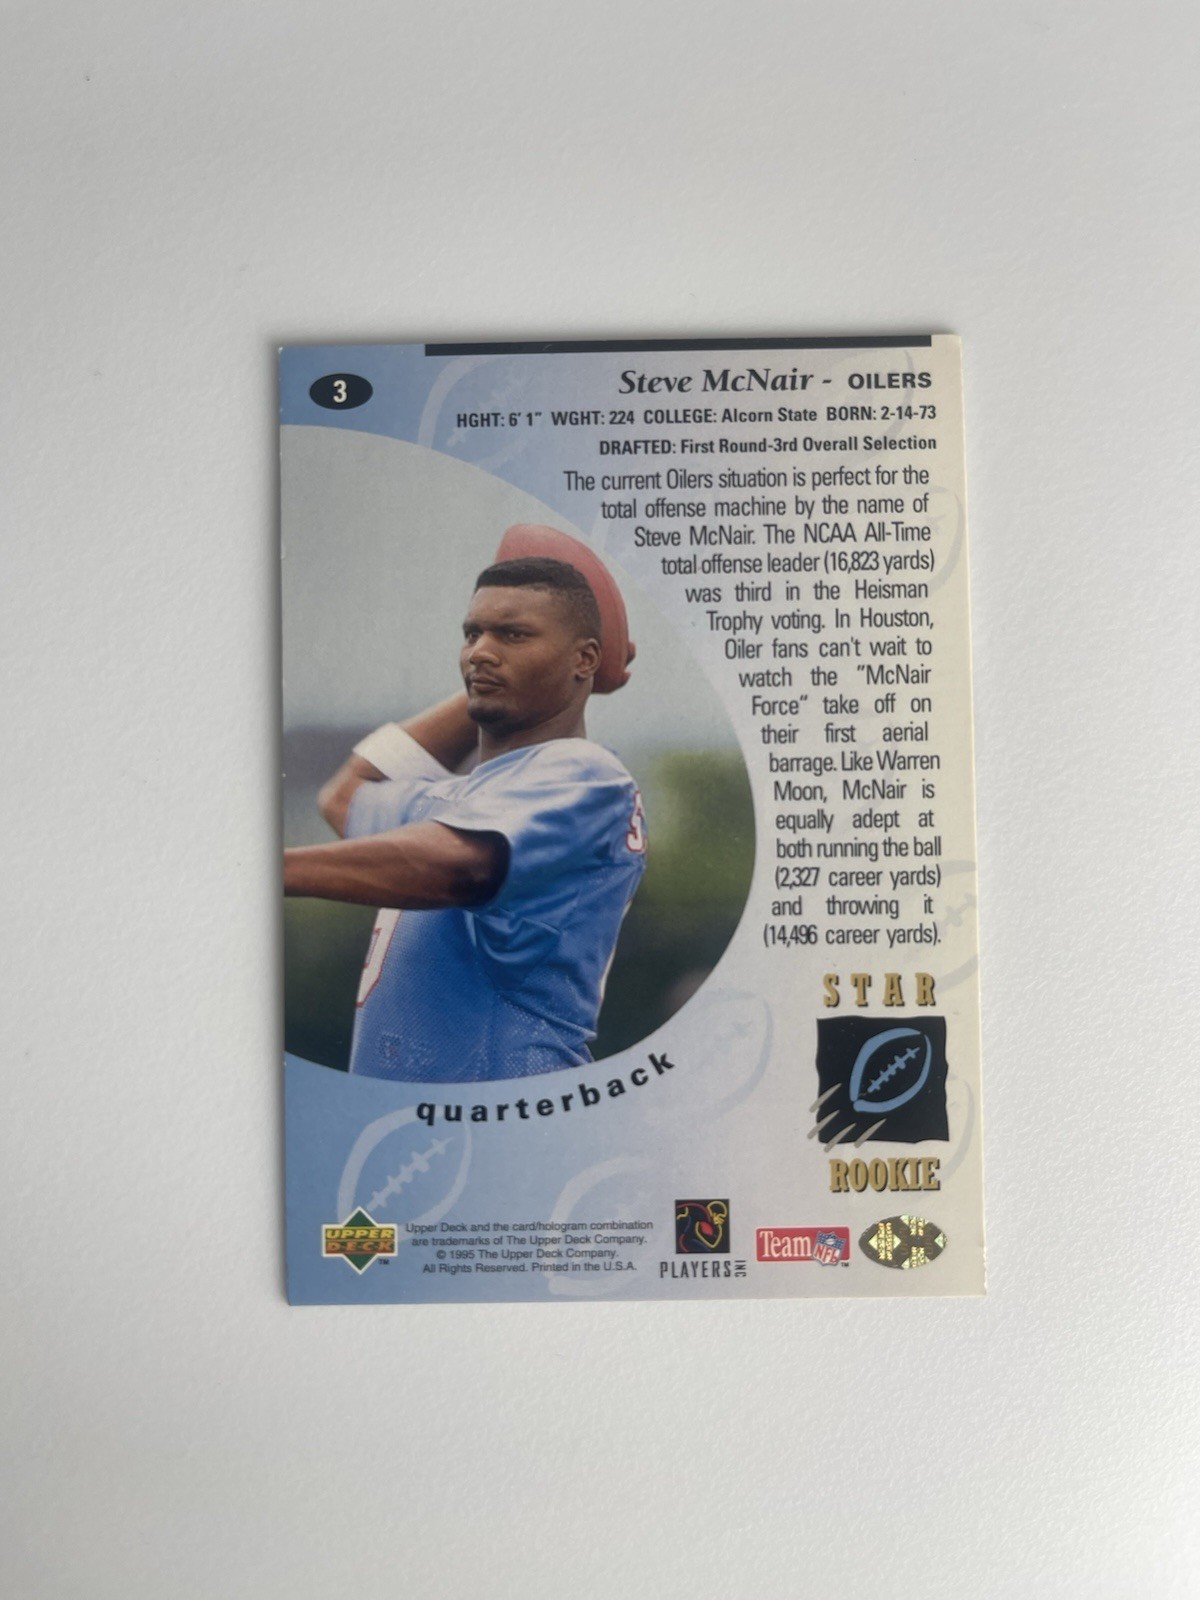 3
Steve McNair - OILERS
HGHT: 6' 1" WGHT: 224 COLLEGE: Alcorn State BORN: 2-14-73
DRAFTED: First Round-3rd Overall Selection
The current Oilers situation is perfect for the
total offense machine by the name of
Steve McNair. The NCAA All-Time
total offense leader (16,823 yards)
was third in the Heisman
Trophy voting. In Houston,
Oiler fans can't wait to
watch the "McNair
Force" take off on
their first aerial
barrage. Like Warren
Moon, McNair is
equally adept at
both running the ball
(2,327 career yards)
and throwing it
(14,496 career yards).
quarterback
STAR
ROOKIE
UPPER
DECK
TM
Upper Deck and the card/hologram combination
are trademarks of The Upper Deck Company.
© 1995 The Upper Deck Company.
All Rights Reserved. Printed in the U.S.A.
PLAYERS INC
Team NFL TM